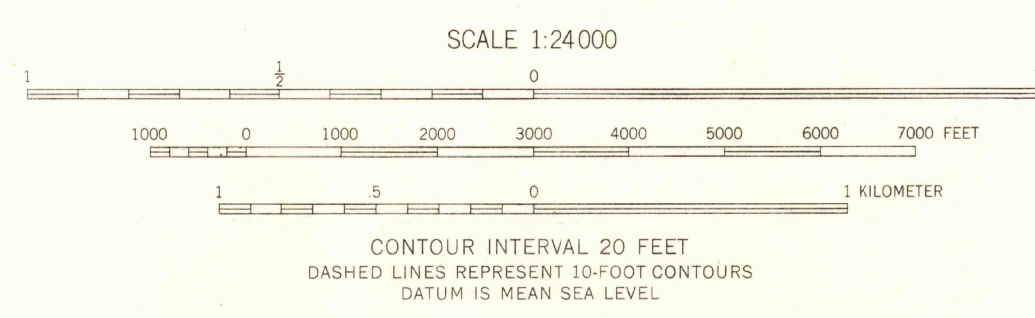 SCALE 1:24000
1 1/2 0
1000 0 1000 2000 3000 4000 5000 6000 7000 FEET
1 .5 0 1 KILOMETER
CONTOUR INTERVAL 20 FEET
DASHED LINES REPRESENT 10-FOOT CONTOURS
DATUM IS MEAN SEA LEVEL